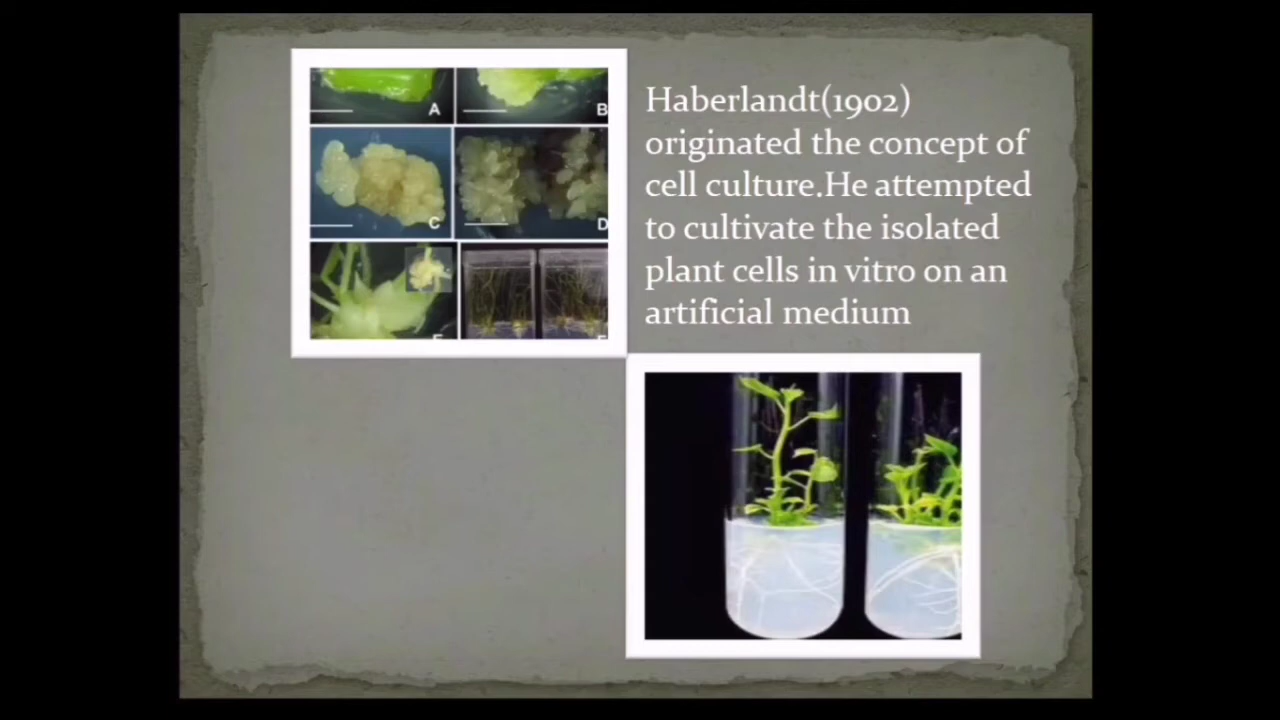 A
B
C
D
Haberlandt(1902)
originated the concept of
cell culture.He attempted
to cultivate the isolated
plant cells in vitro on an
artificial medium